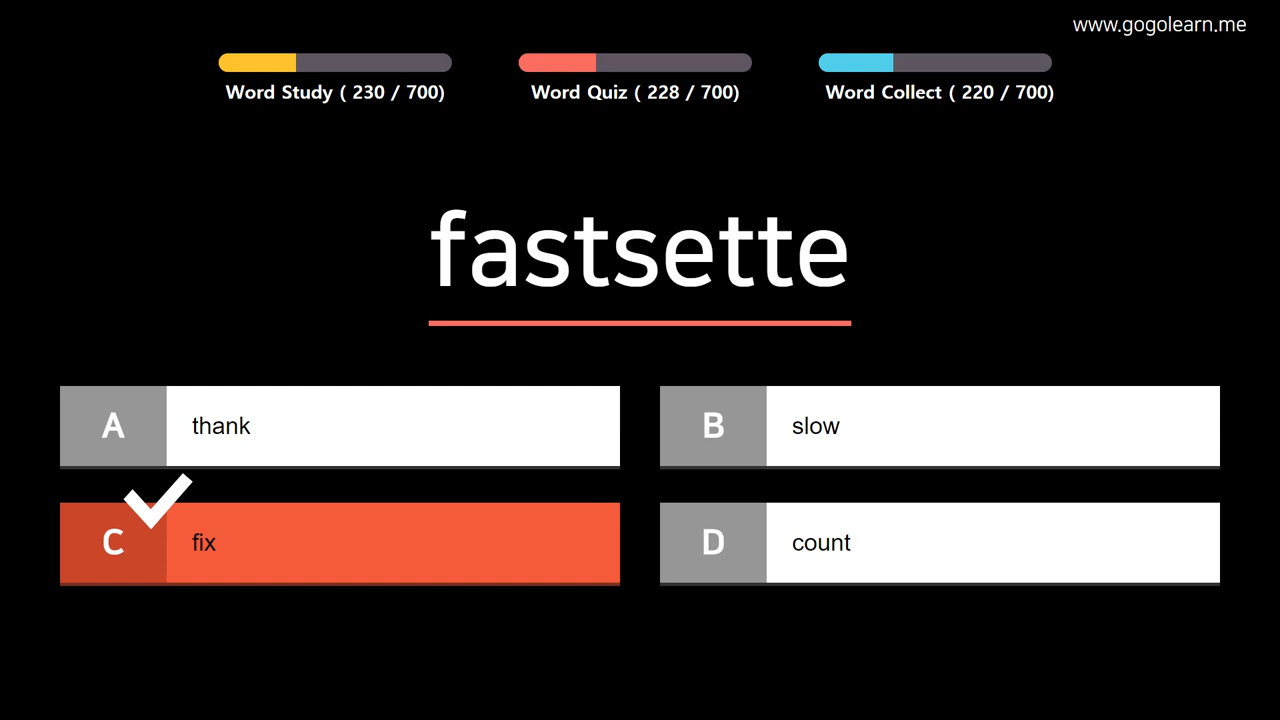 www.gogolearn.me
Word Study ( 230 / 700)
Word Quiz ( 228 / 700)
Word Collect ( 220 / 700)
fastsette
A thank
B slow
C fix
D count